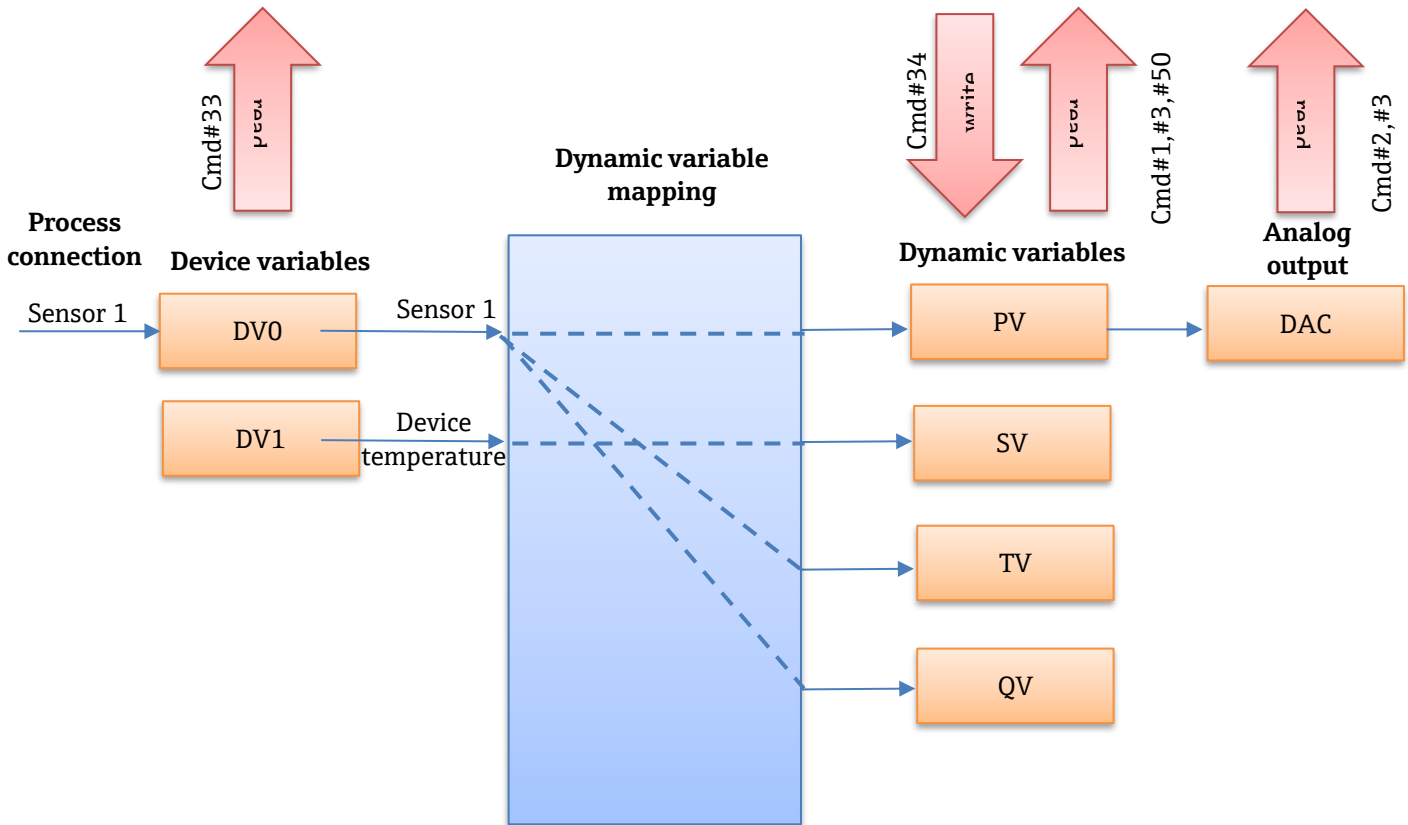 Cmd#33
read
Cmd#34
write
read
Cmd#1,#3,#50
read
Cmd#2,#3
Dynamic variable
mapping
Process
connection
Device variables
Dynamic variables
Analog
output
Sensor 1
DV0
Sensor 1
PV
DAC
DV1
Device
temperature
SV
TV
QV